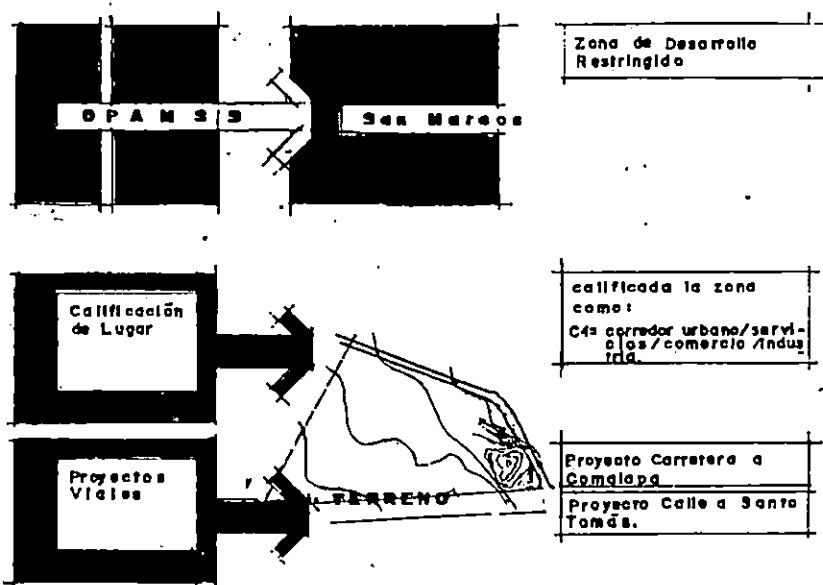 OPAMSS
San Marcos
Zona de Desarrollo
Restringido
Calificación
de Lugar
calificada la zona
como:
C4= corredor urbano/servi-
cios/comercio/indus
tria.
Proyectos
Viales
TERRENO
Proyecto Carretera a
Comalapa
Proyecto Calle a Santo
Tomás.